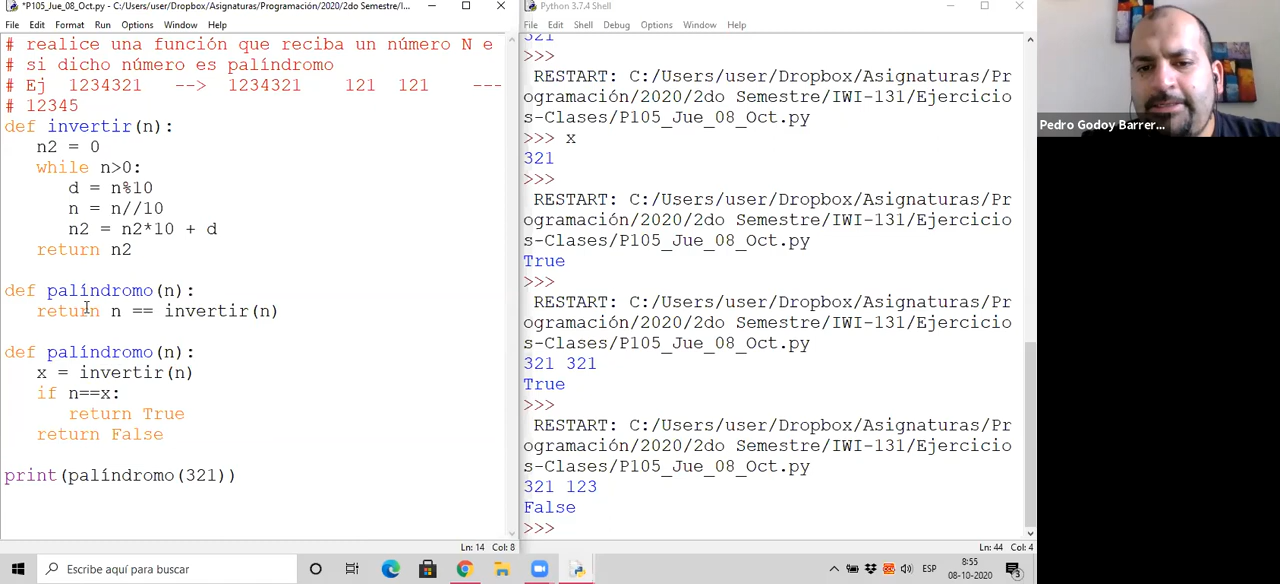 *P105_Jue_08_Oct.py - C:/Users/user/Dropbox/Asignaturas/Programación/2020/2do Semestre/I...
File Edit Format Run Options Window Help
# realice una función que reciba un número N e
# si dicho número es palíndromo
# Ej 1234321 --> 1234321 121 121 ---
# 12345
def invertir(n):
n2 = 0
while n>0:
d = n%10
n = n//10
n2 = n2*10 + d
return n2
def palíndromo(n):
return n == invertir(n)
def palíndromo(n):
x = invertir(n)
if n==x:
return True
return False
print(palíndromo(321))
Ln: 14 Col: 8
Python 3.7.4 Shell
File Edit Shell Debug Options Window Help
321
>>>
RESTART: C:/Users/user/Dropbox/Asignaturas/Pr
ogramación/2020/2do Semestre/IWI-131/Ejercicio
s-Clases/P105_Jue_08_Oct.py
>>> x
321
>>>
RESTART: C:/Users/user/Dropbox/Asignaturas/Pr
ogramación/2020/2do Semestre/IWI-131/Ejercicio
s-Clases/P105_Jue_08_Oct.py
True
>>>
RESTART: C:/Users/user/Dropbox/Asignaturas/Pr
ogramación/2020/2do Semestre/IWI-131/Ejercicio
s-Clases/P105_Jue_08_Oct.py
321 321
True
>>>
RESTART: C:/Users/user/Dropbox/Asignaturas/Pr
ogramación/2020/2do Semestre/IWI-131/Ejercicio
s-Clases/P105_Jue_08_Oct.py
321 123
False
>>>
Ln: 44 Col: 4
Pedro Godoy Barrer...
Escribe aquí para buscar
ESP
8:55
08-10-2020
3